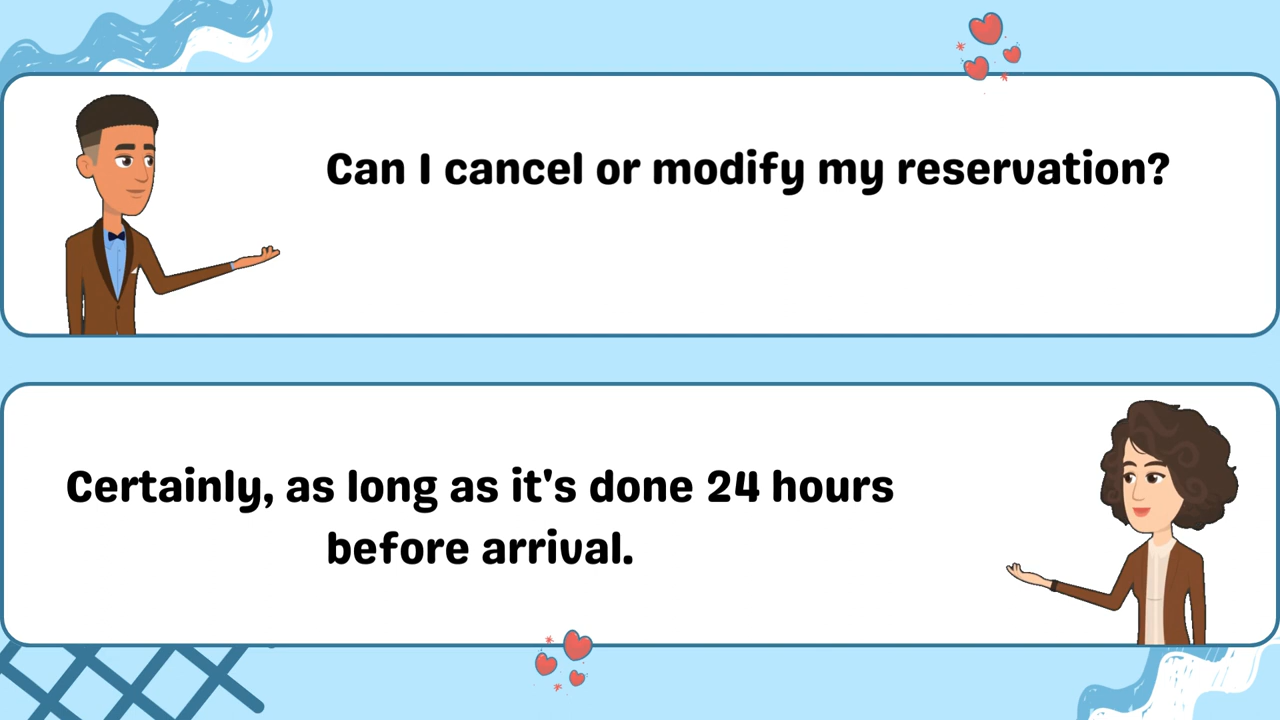 Can I cancel or modify my reservation?
Certainly, as long as it's done 24 hours
before arrival.